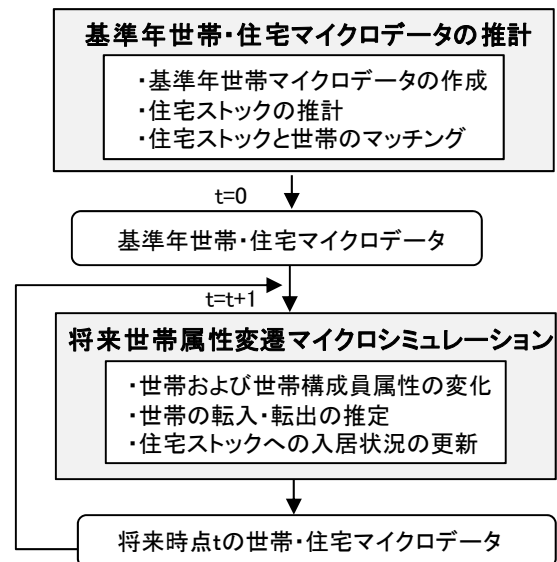 基準年世帯・住宅マイクロデータの推計
・基準年世帯マイクロデータの作成
・住宅ストックの推計
・住宅ストックと世帯のマッチング
t=0
基準年世帯・住宅マイクロデータ
t=t+1
将来世帯属性変遷マイクロシミュレーション
・世帯および世帯構成員属性の変化
・世帯の転入・転出の推定
・住宅ストックへの入居状況の更新
将来時点tの世帯・住宅マイクロデータ